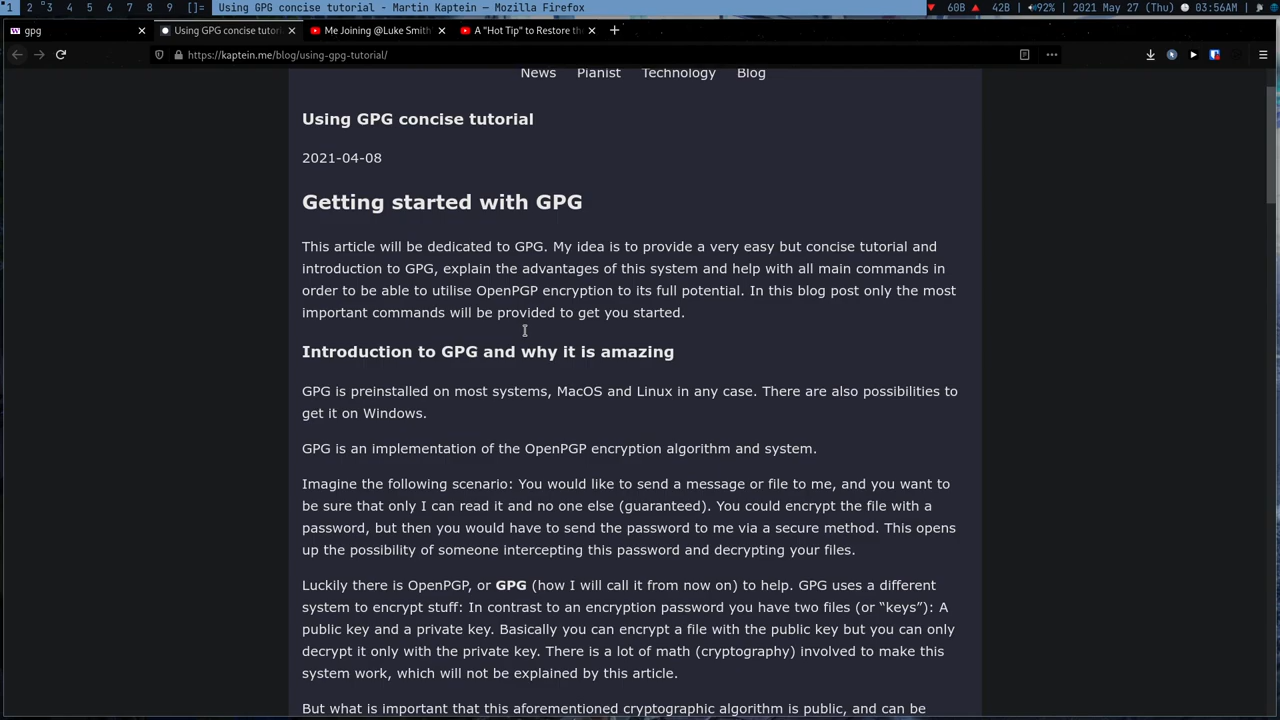 1 2 3 4 5 6 7 8 9 []= Using GPG concise tutorial - Martin Kaptein — Mozilla Firefox 60B 42B 92% 2021 May 27 (Thu) 03:56AM
gpg Using GPG concise tutori Me Joining @Luke Smith A "Hot Tip" to Restore th
https://kaptein.me/blog/using-gpg-tutorial/
News Pianist Technology Blog
Using GPG concise tutorial
2021-04-08
Getting started with GPG
This article will be dedicated to GPG. My idea is to provide a very easy but concise tutorial and
introduction to GPG, explain the advantages of this system and help with all main commands in
order to be able to utilise OpenPGP encryption to its full potential. In this blog post only the most
important commands will be provided to get you started.
Introduction to GPG and why it is amazing
GPG is preinstalled on most systems, MacOS and Linux in any case. There are also possibilities to
get it on Windows.
GPG is an implementation of the OpenPGP encryption algorithm and system.
Imagine the following scenario: You would like to send a message or file to me, and you want to
be sure that only I can read it and no one else (guaranteed). You could encrypt the file with a
password, but then you would have to send the password to me via a secure method. This opens
up the possibility of someone intercepting this password and decrypting your files.
Luckily there is OpenPGP, or GPG (how I will call it from now on) to help. GPG uses a different
system to encrypt stuff: In contrast to an encryption password you have two files (or “keys”): A
public key and a private key. Basically you can encrypt a file with the public key but you can only
decrypt it only with the private key. There is a lot of math (cryptography) involved to make this
system work, which will not be explained by this article.
But what is important that this aforementioned cryptographic algorithm is public, and can be